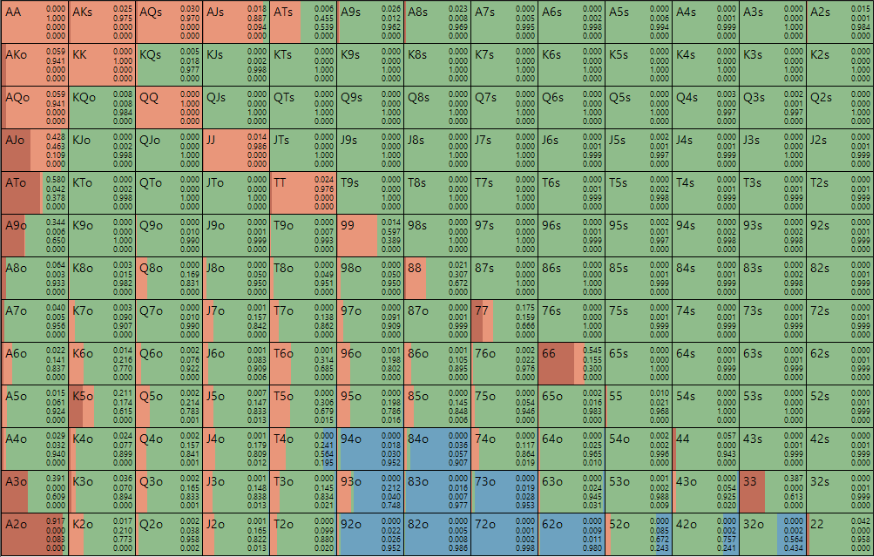 AA 0.000 AKs 0.025 AQs 0.030 AJs 0.018 ATs 0.006 A9s 0.026 A8s 0.023 A7s 0.000 A6s 0.000 A5s 0.000 A4s 0.000 A3s 0.000 A2s 0.015
1.000 0.975 0.970 0.887 0.455 0.012 0.008 0.005 0.002 0.006 0.001 0.000 0.001
0.000 0.000 0.000 0.094 0.539 0.962 0.969 0.995 0.998 0.994 0.999 1.000 0.984
0.000 0.000 0.000 0.000 0.000 0.000 0.000 0.000 0.000 0.000 0.000 0.000 0.000
AKo 0.059 KK 0.000 KQs 0.005 KJs 0.000 KTs 0.000 K9s 0.000 K8s 0.000 K7s 0.000 K6s 0.000 K5s 0.000 K4s 0.000 K3s 0.000 K2s 0.000
0.941 1.000 0.018 0.002 0.000 0.000 0.000 0.000 0.000 0.000 0.000 0.000 0.000
0.000 0.000 0.977 0.998 1.000 1.000 1.000 1.000 1.000 1.000 1.000 1.000 1.000
0.000 0.000 0.000 0.000 0.000 0.000 0.000 0.000 0.000 0.000 0.000 0.000 0.000
AQo 0.059 KQo 0.008 QQ 0.000 QJs 0.000 QTs 0.000 Q9s 0.000 Q8s 0.000 Q7s 0.000 Q6s 0.000 Q5s 0.000 Q4s 0.000 Q3s 0.000 Q2s 0.000
0.941 0.008 1.000 0.000 0.000 0.000 0.000 0.000 0.000 0.000 0.003 0.002 0.000
0.000 0.984 0.000 1.000 1.000 1.000 1.000 1.000 1.000 1.000 0.997 0.997 1.000
0.000 0.000 0.000 0.000 0.000 0.000 0.000 0.000 0.000 0.000 0.000 0.000 0.000
AJo 0.428 KJo 0.000 QJo 0.000 JJ 0.014 JTs 0.000 J9s 0.000 J8s 0.000 J7s 0.000 J6s 0.000 J5s 0.000 J4s 0.000 J3s 0.000 J2s 0.000
0.463 0.002 0.000 0.986 0.000 0.000 0.000 0.000 0.001 0.002 0.001 0.000 0.001
0.109 0.998 1.000 0.000 1.000 1.000 1.000 1.000 0.999 0.997 0.999 1.000 0.999
0.000 0.000 0.000 0.000 0.000 0.000 0.000 0.000 0.000 0.000 0.000 0.000 0.000
ATo 0.580 KTo 0.000 QTo 0.000 JTo 0.000 TT 0.024 T9s 0.000 T8s 0.000 T7s 0.000 T6s 0.000 T5s 0.000 T4s 0.000 T3s 0.000 T2s 0.000
0.042 0.002 0.000 0.000 0.976 0.000 0.000 0.000 0.001 0.002 0.001 0.001 0.001
0.378 0.998 1.000 1.000 0.000 1.000 1.000 1.000 0.999 0.998 0.999 0.999 0.999
0.000 0.000 0.000 0.000 0.000 0.000 0.000 0.000 0.000 0.000 0.000 0.000 0.000
A9o 0.344 K9o 0.000 Q9o 0.000 J9o 0.000 T9o 0.000 99 0.014 98s 0.000 97s 0.000 96s 0.000 95s 0.000 94s 0.000 93s 0.000 92s 0.000
0.006 0.000 0.010 0.001 0.007 0.597 0.000 0.000 0.000 0.002 0.001 0.002 0.001
0.650 1.000 0.990 0.999 0.993 0.389 1.000 1.000 1.000 0.998 0.999 0.998 0.999
0.000 0.000 0.000 0.000 0.000 0.000 0.000 0.000 0.000 0.000 0.000 0.000 0.000
A8o 0.064 K8o 0.003 Q8o 0.000 J8o 0.000 T8o 0.000 98o 0.000 88 0.021 87s 0.000 86s 0.000 85s 0.000 84s 0.000 83s 0.000 82s 0.000
0.003 0.015 0.169 0.050 0.049 0.050 0.307 0.000 0.000 0.001 0.001 0.002 0.001
0.933 0.982 0.831 0.950 0.951 0.950 0.672 1.000 1.000 0.999 0.999 0.998 0.999
0.000 0.000 0.000 0.000 0.000 0.000 0.000 0.000 0.000 0.000 0.000 0.000 0.000
A7o 0.040 K7o 0.003 Q7o 0.000 J7o 0.001 T7o 0.000 97o 0.000 87o 0.000 77 0.175 76s 0.000 75s 0.000 74s 0.000 73s 0.000 72s 0.000
0.005 0.090 0.010 0.157 0.138 0.091 0.001 0.159 0.000 0.001 0.001 0.001 0.000
0.956 0.907 0.990 0.842 0.862 0.909 0.999 0.666 1.000 0.999 0.999 0.999 1.000
0.000 0.000 0.000 0.000 0.000 0.000 0.000 0.000 0.000 0.000 0.000 0.000 0.000
A6o 0.022 K6o 0.014 Q6o 0.002 J6o 0.001 T6o 0.001 96o 0.001 86o 0.001 76o 0.002 66 0.545 65s 0.000 64s 0.000 63s 0.000 62s 0.000
0.141 0.216 0.076 0.083 0.314 0.198 0.105 0.022 0.155 0.000 0.001 0.001 0.000
0.837 0.770 0.922 0.909 0.685 0.802 0.895 0.976 0.300 1.000 0.999 0.999 1.000
0.000 0.000 0.000 0.006 0.000 0.000 0.000 0.000 0.000 0.000 0.000 0.000 0.000
A5o 0.015 K5o 0.211 Q5o 0.002 J5o 0.007 T5o 0.000 95o 0.000 85o 0.000 75o 0.000 65o 0.002 55 0.010 54s 0.000 53s 0.000 52s 0.000
0.061 0.174 0.214 0.147 0.306 0.198 0.145 0.054 0.016 0.021 0.000 0.000 0.000
0.924 0.615 0.783 0.833 0.679 0.786 0.848 0.946 0.983 0.968 1.000 1.000 1.000
0.000 0.000 0.000 0.013 0.015 0.016 0.006 0.000 0.000 0.000 0.000 0.000 0.000
A4o 0.029 K4o 0.024 Q4o 0.002 J4o 0.001 T4o 0.000 94o 0.000 84o 0.000 74o 0.000 64o 0.000 54o 0.000 44 0.057 43s 0.000 42s 0.000
0.032 0.077 0.157 0.179 0.241 0.018 0.036 0.117 0.025 0.002 0.000 0.001 0.000
0.940 0.899 0.841 0.809 0.564 0.030 0.057 0.864 0.965 0.996 0.943 0.999 1.000
0.000 0.000 0.001 0.012 0.195 0.952 0.907 0.019 0.010 0.001 0.000 0.000 0.000
A3o 0.391 K3o 0.036 Q3o 0.000 J3o 0.001 T3o 0.000 93o 0.000 83o 0.000 73o 0.000 63o 0.000 53o 0.000 43o 0.000 33 0.387 32s 0.000
0.000 0.070 0.165 0.148 0.145 0.212 0.016 0.019 0.024 0.002 0.054 0.000 0.000
0.609 0.894 0.833 0.838 0.834 0.040 0.007 0.028 0.945 0.988 0.925 0.613 1.000
0.000 0.000 0.001 0.013 0.021 0.748 0.977 0.953 0.031 0.009 0.020 0.000 0.000
A2o 0.917 K2o 0.017 Q2o 0.000 J2o 0.001 T2o 0.000 92o 0.000 82o 0.000 72o 0.000 62o 0.000 52o 0.000 42o 0.000 32o 0.000 22 0.042
0.000 0.210 0.039 0.165 0.099 0.022 0.005 0.001 0.009 0.085 0.002 0.002 0.000
0.083 0.773 0.958 0.822 0.880 0.026 0.008 0.001 0.011 0.672 0.757 0.564 0.958
0.000 0.000 0.002 0.013 0.020 0.952 0.986 0.998 0.980 0.243 0.241 0.434 0.000